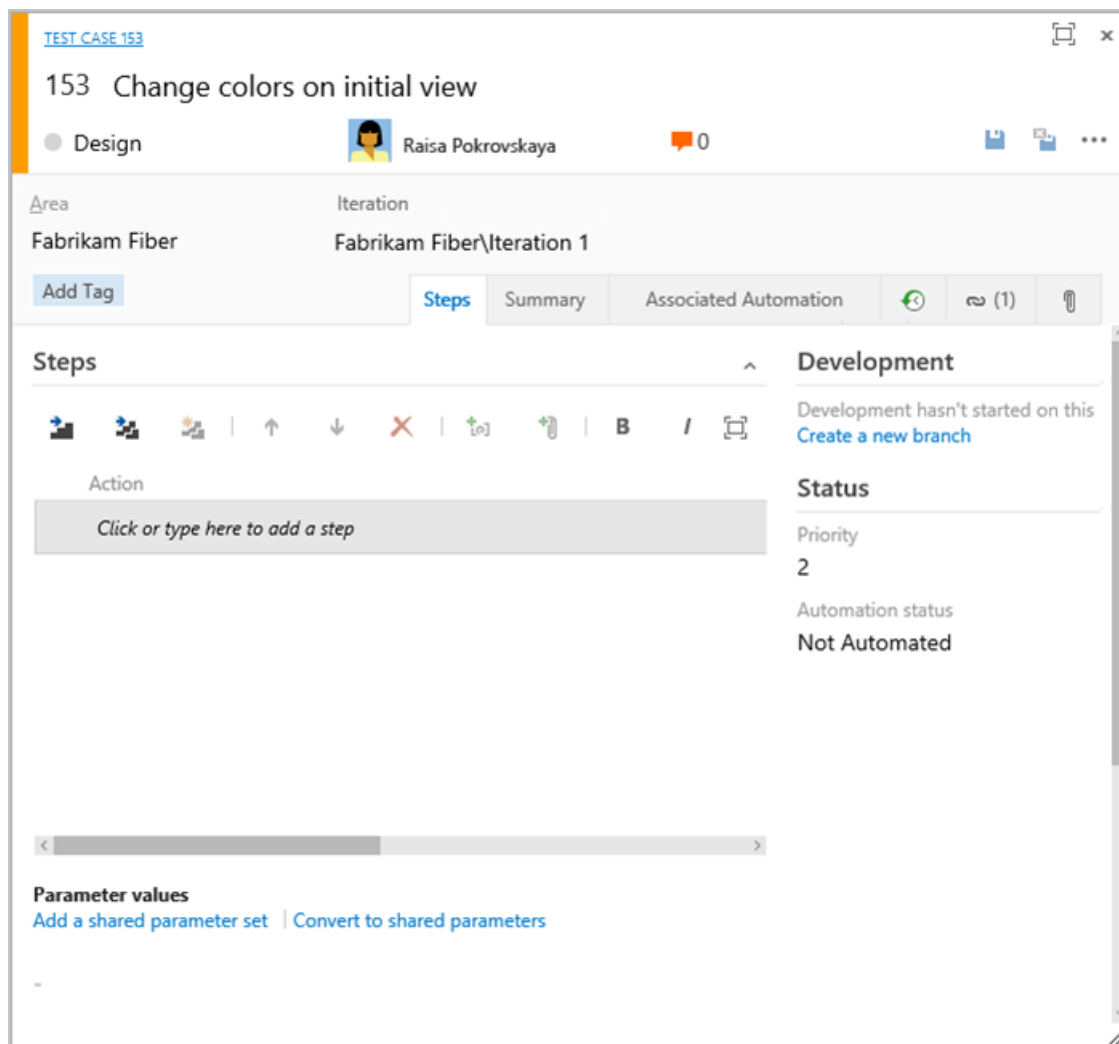 TEST CASE 153
153 Change colors on initial view
Design Raisa Pokrovskaya 0
Area Iteration
Fabrikam Fiber Fabrikam Fiber\Iteration 1
Add Tag Steps Summary Associated Automation (1)
Steps
Development
Development hasn't started on this
Create a new branch
B I
Action
Click or type here to add a step
Status
Priority
2
Automation status
Not Automated
Parameter values
Add a shared parameter set | Convert to shared parameters
-